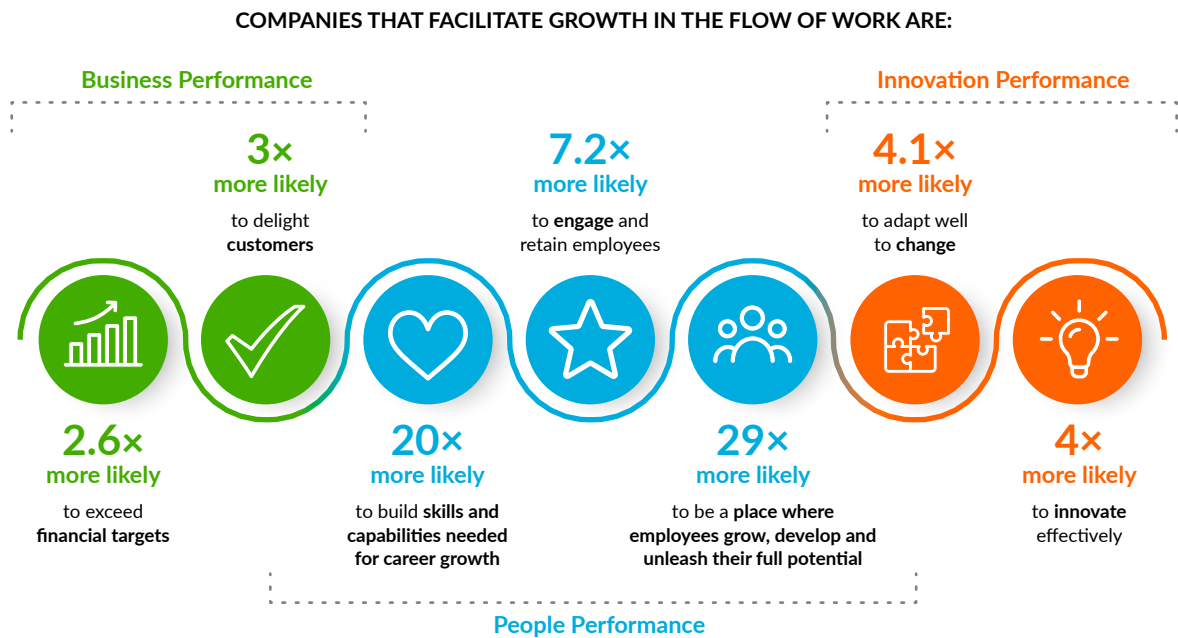 COMPANIES THAT FACILITATE GROWTH IN THE FLOW OF WORK ARE:
Business Performance
2.6×
more likely
to exceed
financial targets
3×
more likely
to delight
customers
People Performance
20×
more likely
to build skills and
capabilities needed
for career growth
7.2×
more likely
to engage and
retain employees
29×
more likely
to be a place where
employees grow, develop and
unleash their full potential
Innovation Performance
4.1×
more likely
to adapt well
to change
4×
more likely
to innovate
effectively